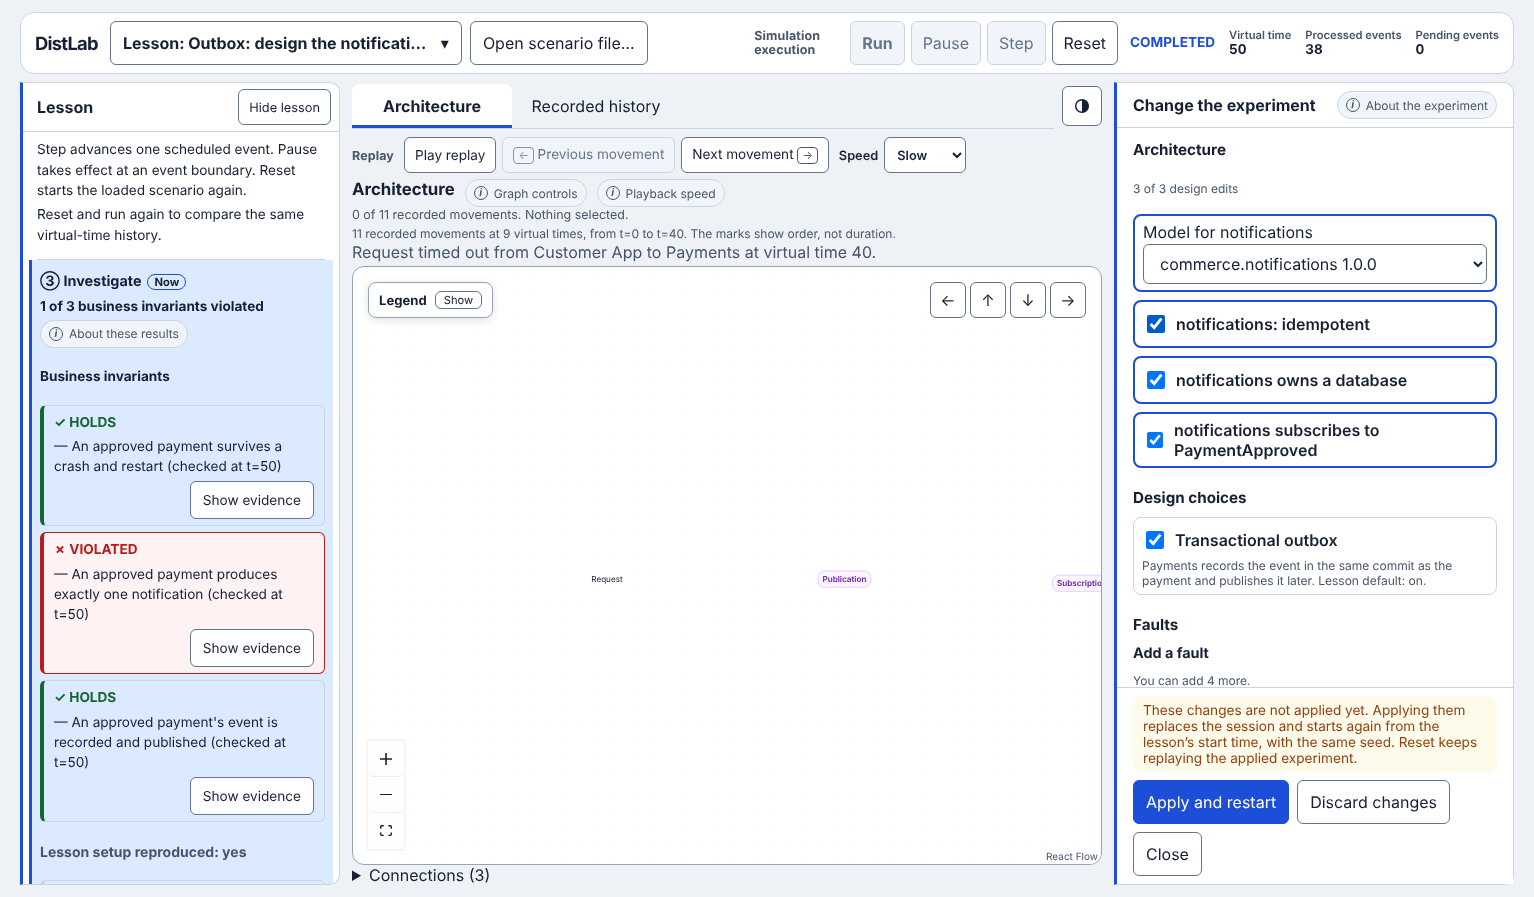 DistLab
Lesson: Outbox: design the notificati... ▼
Open scenario file...
Simulation execution
Run
Pause
Step
Reset
COMPLETED
Virtual time
50
Processed events
38
Pending events
0
Lesson
Hide lesson
Step advances one scheduled event. Pause
takes effect at an event boundary. Reset
starts the loaded scenario again.
Reset and run again to compare the same
virtual-time history.
3 Investigate Now
1 of 3 business invariants violated
i About these results
Business invariants
✓ HOLDS
— An approved payment survives a
crash and restart (checked at t=50)
Show evidence
× VIOLATED
— An approved payment produces
exactly one notification (checked at
t=50)
Show evidence
✓ HOLDS
— An approved payment's event is
recorded and published (checked at
t=50)
Show evidence
Lesson setup reproduced: yes
Architecture
Recorded history
Replay
Play replay
← Previous movement
Next movement →
Speed
Slow
Architecture
i Graph controls
i Playback speed
0 of 11 recorded movements. Nothing selected.
11 recorded movements at 9 virtual times, from t=0 to t=40. The marks show order, not duration.
Request timed out from Customer App to Payments at virtual time 40.
Legend Show
← ↑ ↓ →
Request
Publication
Subscriptio
+
−
React Flow
▶ Connections (3)
Change the experiment
i About the experiment
Architecture
3 of 3 design edits
Model for notifications
commerce.notifications 1.0.0
notifications: idempotent
notifications owns a database
notifications subscribes to
PaymentApproved
Design choices
Transactional outbox
Payments records the event in the same commit as the
payment and publishes it later. Lesson default: on.
Faults
Add a fault
You can add 4 more.
These changes are not applied yet. Applying them
replaces the session and starts again from the
lesson's start time, with the same seed. Reset keeps
replaying the applied experiment.
Apply and restart
Discard changes
Close